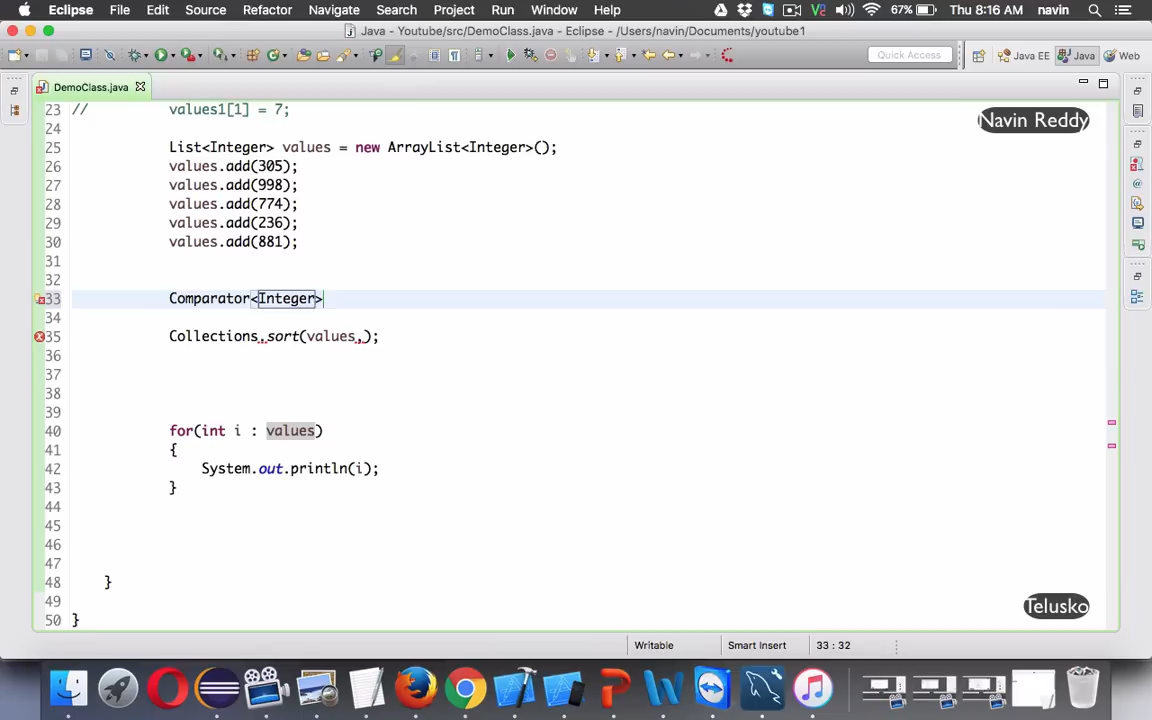 Eclipse File Edit Source Refactor Navigate Search Project Run Window Help 67% Thu 8:16 AM navin
Java - Youtube/src/DemoClass.java - Eclipse - /Users/navin/Documents/youtube1
Quick Access Java EE Java Web
DemoClass.java
23 // values1[1] = 7;
Navin Reddy
24
25 List<Integer> values = new ArrayList<Integer>();
26 values.add(305);
27 values.add(998);
28 values.add(774);
29 values.add(236);
30 values.add(881);
31
32
33 Comparator<Integer>
34
35 Collections.sort(values,);
36
37
38
39
40 for(int i : values)
41 {
42 System.out.println(i);
43 }
44
45
46
47
48 }
49
Telusko
50 }
Writable Smart Insert 33 : 32